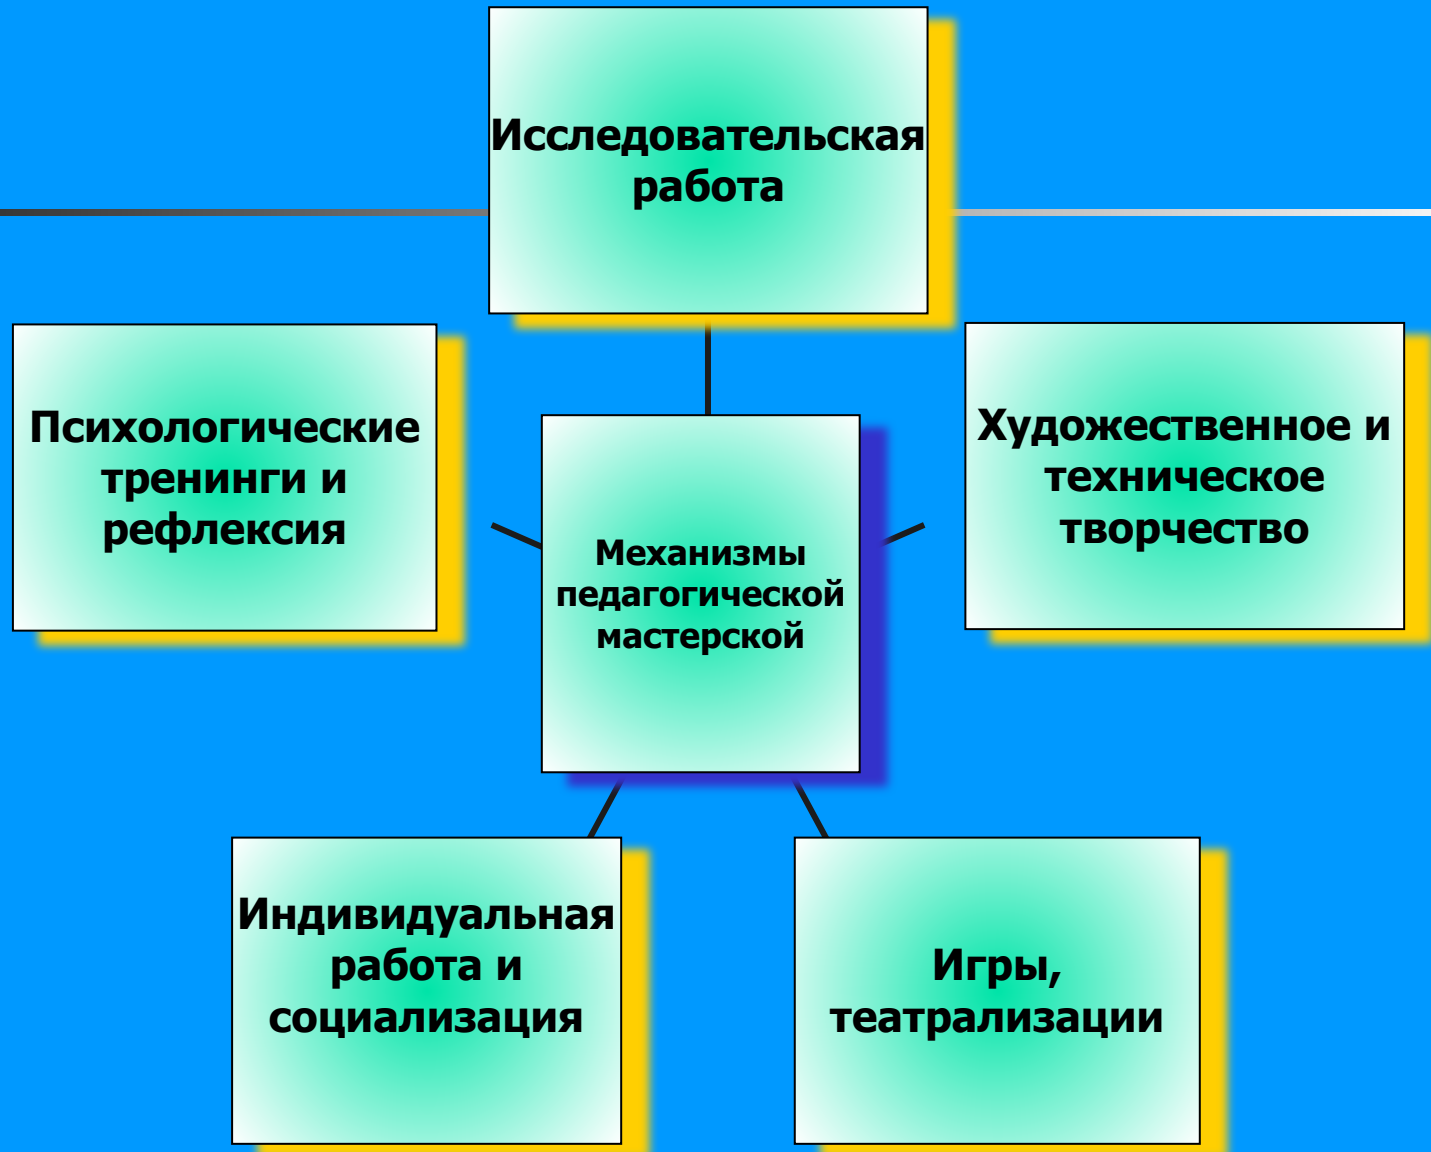 Исследовательская
работа
Психологические
тренинги и
рефлексия
Художественное и
техническое
творчество
Механизмы
педагогической
мастерской
Индивидуальная
работа и
социализация
Игры,
театрализации